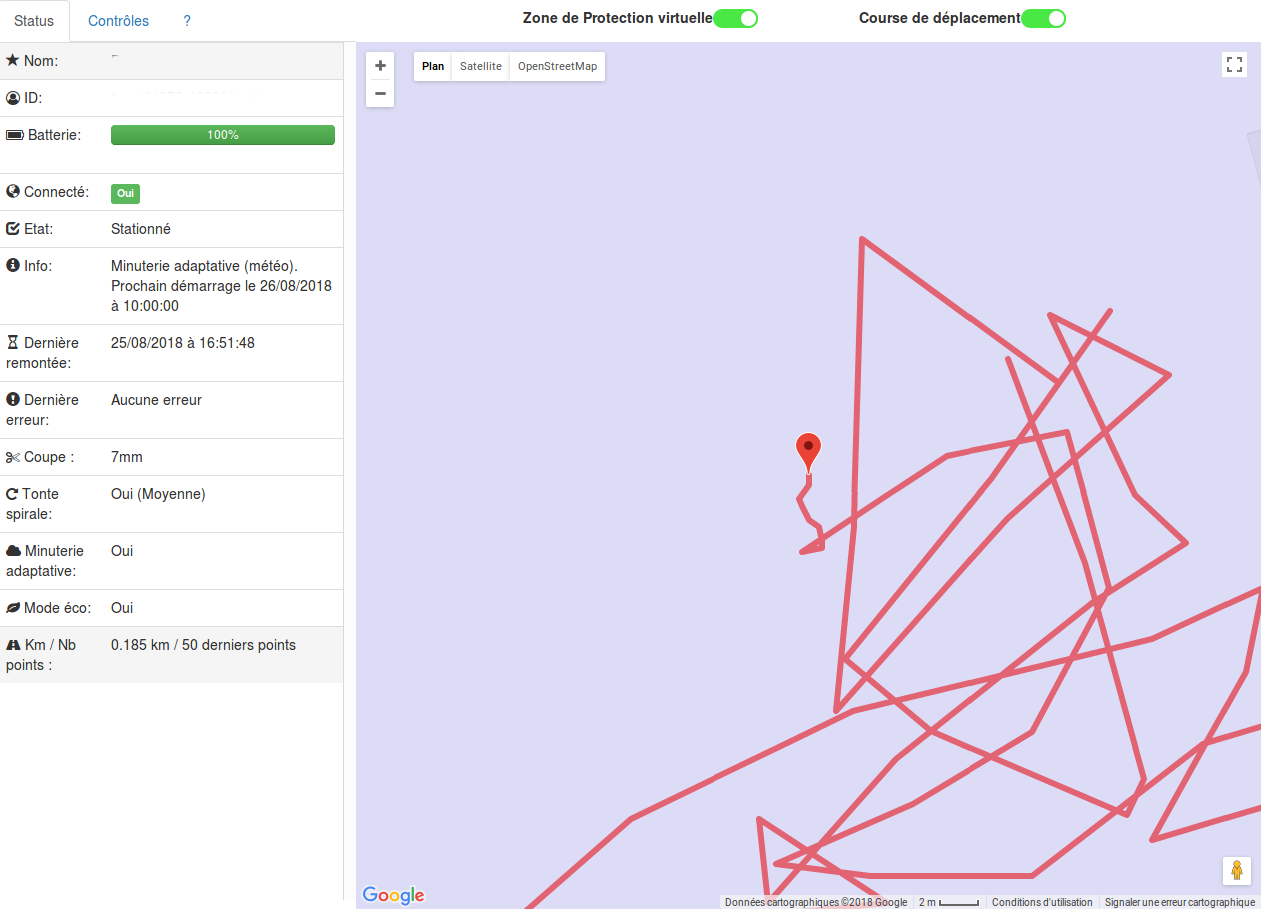 Status Contrôles ?
Zone de Protection virtuelle Course de déplacement
Nom:
ID:
Batterie: 100%
Connecté: Oui
Etat: Stationné
Info: Minuterie adaptative (météo).
Prochain démarrage le 26/08/2018
à 10:00:00
Dernière 25/08/2018 à 16:51:48
remontée:
Dernière Aucune erreur
erreur:
Coupe : 7mm
Tonte Oui (Moyenne)
spirale:
Minuterie Oui
adaptative:
Mode éco: Oui
Km / Nb 0.185 km / 50 derniers points
points :
+
−
Plan Satellite OpenStreetMap
Google
Données cartographiques ©2018 Google 2 m Conditions d'utilisation Signaler une erreur cartographique